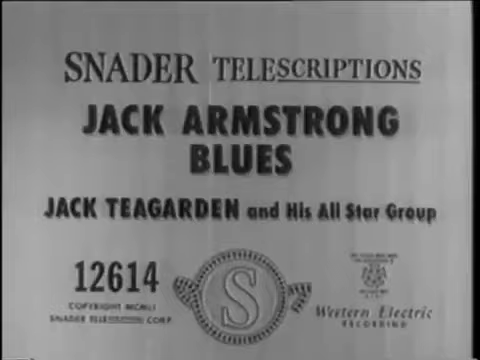 SNADER TELESCRIPTIONS
JACK ARMSTRONG
BLUES
JACK TEAGARDEN and His All Star Group
12614
COPYRIGHT MCMLI
SNADER TELESCRIPTION CORP.
S
Western Electric
RECORDING